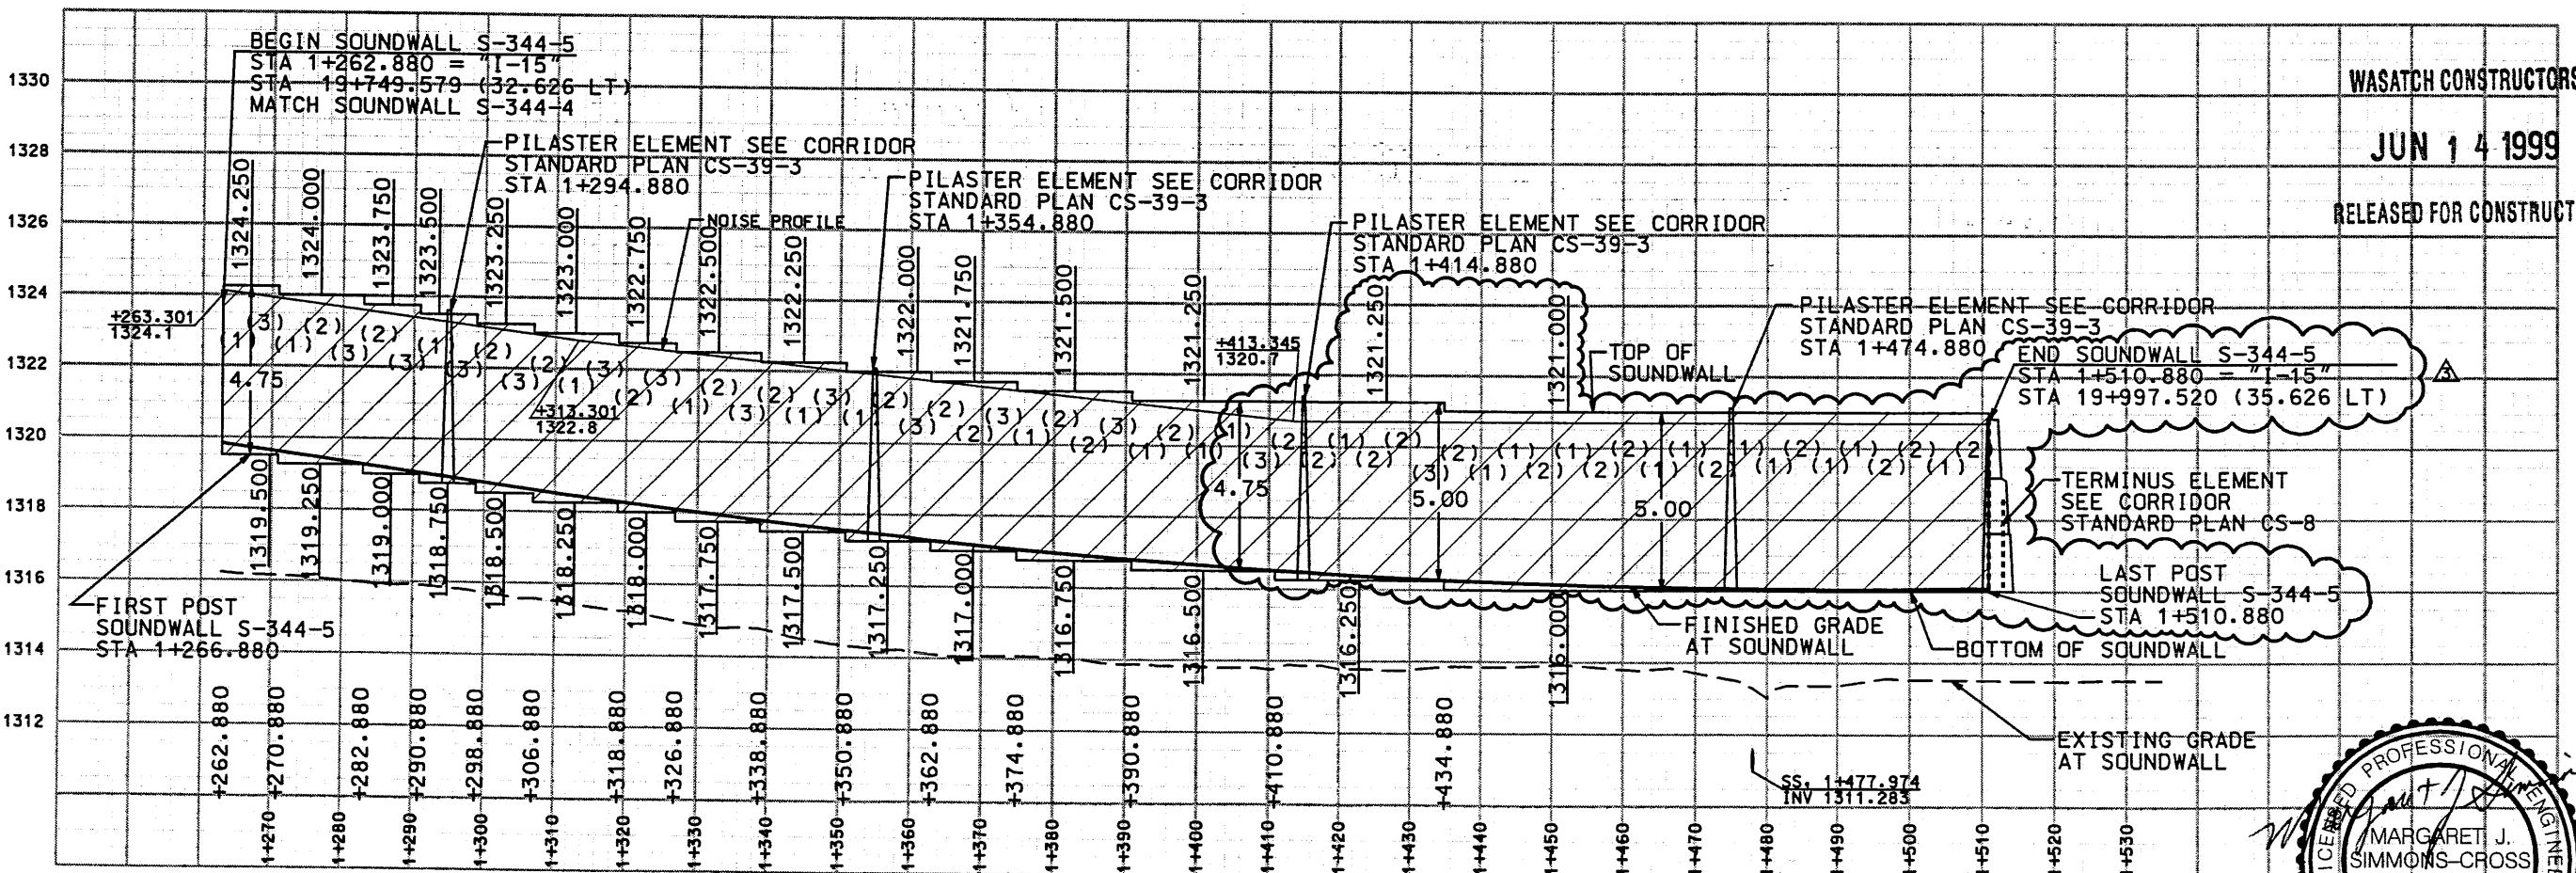 BEGIN SOUNDWALL S-344-5
STA 1+262.880 = "I-15"
STA 19+749.579 (32.626 LT)
MATCH SOUNDWALL S-344-4
WASATCH CONSTRUCTORS
JUN 14 1999
RELEASED FOR CONSTRUCT
PILASTER ELEMENT SEE CORRIDOR
STANDARD PLAN CS-39-3
STA 1+294.880
PILASTER ELEMENT SEE CORRIDOR
STANDARD PLAN CS-39-3
STA 1+354.880
PILASTER ELEMENT SEE CORRIDOR
STANDARD PLAN CS-39-3
STA 1+414.880
PILASTER ELEMENT SEE CORRIDOR
STANDARD PLAN CS-39-3
STA 1+474.880
NOISE PROFILE
TOP OF
SOUNDWALL
END SOUNDWALL S-344-5
STA 1+510.880 = "I-15"
STA 19+997.520 (35.626 LT)
3
1330
1328
1326
1324
1322
1320
1318
1316
1314
1312
1324.250
1324.000
1323.750
1323.500
1323.250
1323.000
1322.750
1322.500
1322.250
1322.000
1321.750
1321.500
1321.250
1321.250
1321.000
+263.301
1324.1
+313.301
1322.8
+413.345
1320.7
4.75
4.75
5.00
5.00
1319.500
1319.250
1319.000
1318.750
1318.500
1318.250
1318.000
1317.750
1317.500
1317.250
1317.000
1316.750
1316.500
1316.250
1316.000
TERMINUS ELEMENT
SEE CORRIDOR
STANDARD PLAN CS-8
LAST POST
SOUNDWALL S-344-5
STA 1+510.880
FIRST POST
SOUNDWALL S-344-5
STA 1+266.880
FINISHED GRADE
AT SOUNDWALL
BOTTOM OF SOUNDWALL
EXISTING GRADE
AT SOUNDWALL
SS, 1+477.974
INV 1311.283
+262.880
+270.880
+282.880
+290.880
+298.880
+306.880
+318.880
+326.880
+338.880
+350.880
+362.880
+374.880
+390.880
+410.880
+434.880
1+270
1+280
1+290
1+300
1+310
1+320
1+330
1+340
1+350
1+360
1+370
1+380
1+390
1+400
1+410
1+420
1+430
1+440
1+450
1+460
1+470
1+480
1+490
1+500
1+510
1+520
1+530
PROFESSIONAL
MARGARET J.
SIMMONS-CROSS